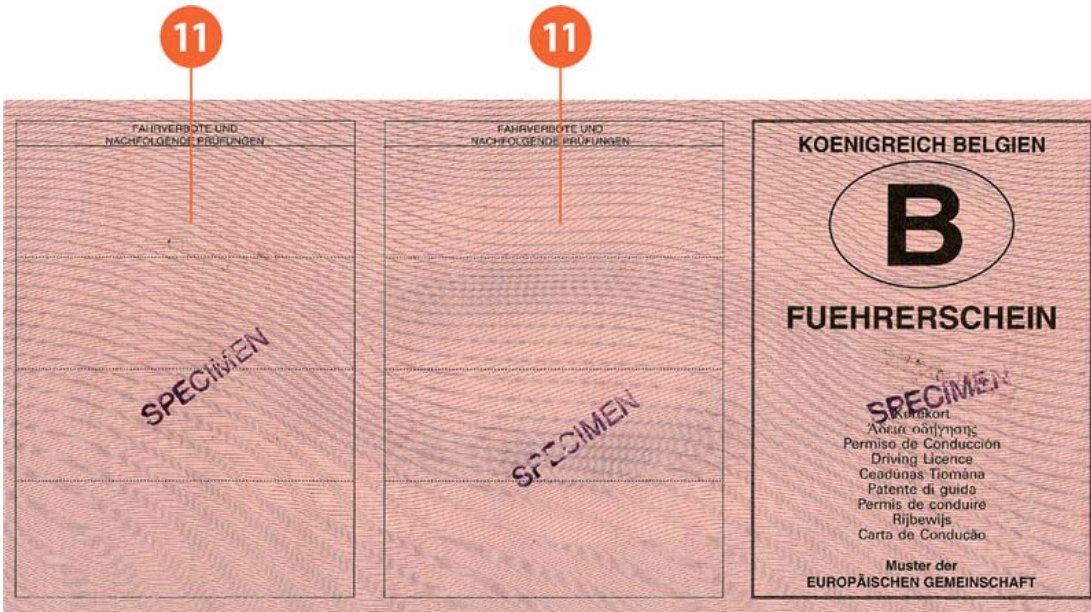 11
11
FAHRVERBOTE UND
NACHFOLGENDE PRÜFUNGEN
SPECIMEN
FAHRVERBOTE UND
NACHFOLGENDE PRÜFUNGEN
SPECIMEN
KOENIGREICH BELGIEN
B
FUEHRERSCHEIN
SPECIMEN
Kørekort
Άδεια οδήγησης
Permiso de Conducción
Driving Licence
Ceadúnas Tiomána
Patente di guida
Permis de conduire
Rijbewijs
Carta de Condução
Muster der
EUROPÄISCHEN GEMEINSCHAFT